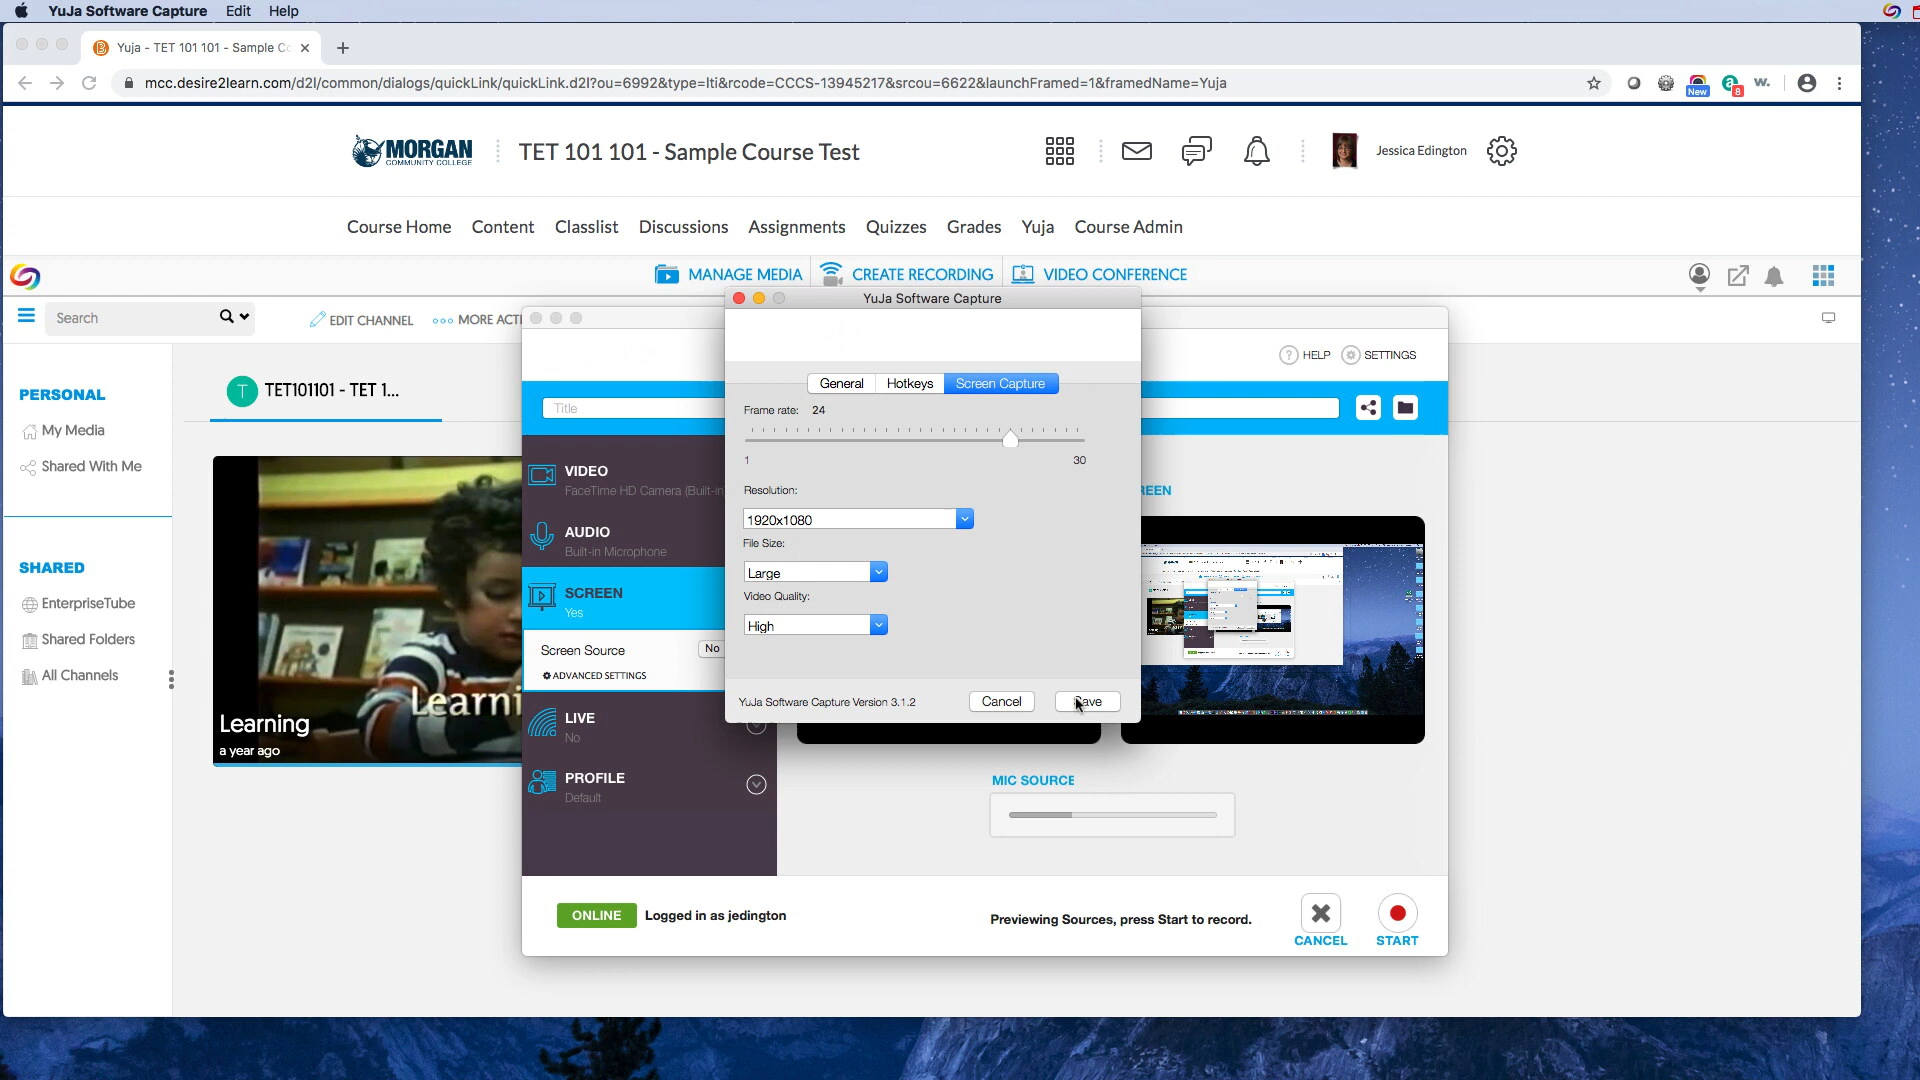 YuJa Software Capture Edit Help
Yuja - TET 101 101 - Sample Co
mcc.desire2learn.com/d2l/common/dialogs/quickLink/quickLink.d2l?ou=6992&type=lti&rcode=CCCS-13945217&srcou=6622&launchFramed=1&framedName=Yuja
New
a
8
w.
MORGAN
COMMUNITY COLLEGE
TET 101 101 - Sample Course Test
Jessica Edington
Course Home Content Classlist Discussions Assignments Quizzes Grades Yuja Course Admin
MANAGE MEDIA CREATE RECORDING VIDEO CONFERENCE
Search
EDIT CHANNEL
MORE ACTI
YuJa Software Capture
HELP SETTINGS
PERSONAL
My Media
Shared With Me
SHARED
EnterpriseTube
Shared Folders
All Channels
T
TET101101 - TET 1...
Learni
Learning
a year ago
Title
VIDEO
FaceTime HD Camera (Built-in
AUDIO
Built-in Microphone
SCREEN
Yes
Screen Source
No
ADVANCED SETTINGS
LIVE
No
PROFILE
Default
General Hotkeys Screen Capture
Frame rate: 24
1 30
Resolution:
1920x1080
File Size:
Large
Video Quality:
High
YuJa Software Capture Version 3.1.2
Cancel
Save
REEN
MIC SOURCE
ONLINE Logged in as jedington
Previewing Sources, press Start to record.
CANCEL
START